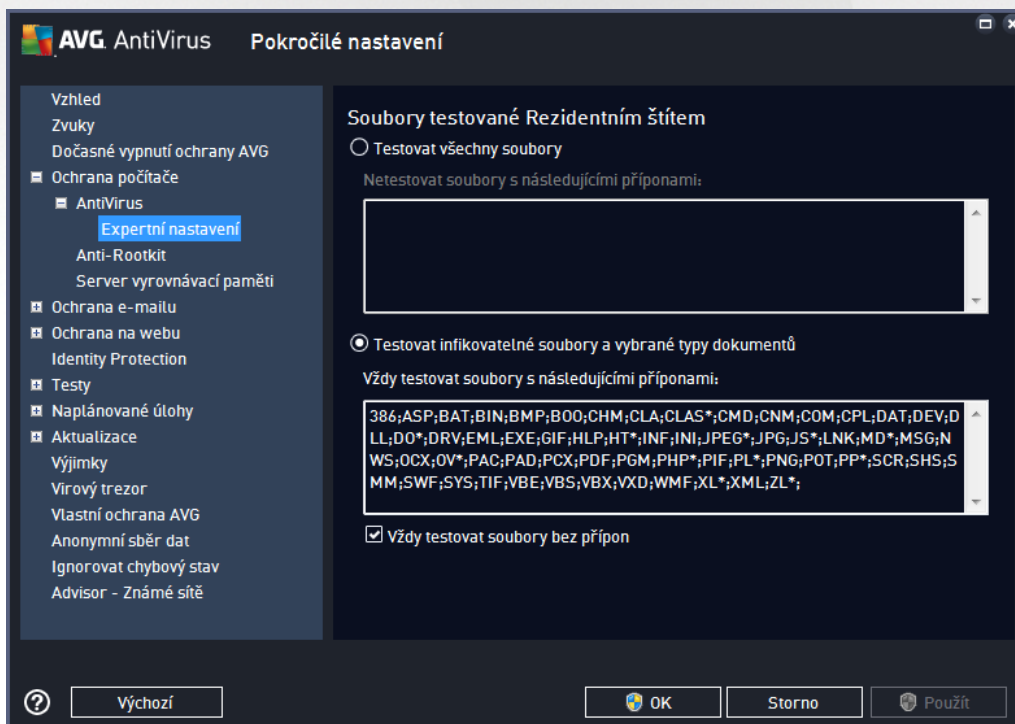 AVG. AntiVirus Pokročilé nastavení
Vzhled
Zvuky
Dočasné vypnutí ochrany AVG
Ochrana počítače
AntiVirus
Expertní nastavení
Anti-Rootkit
Server vyrovnávací paměti
Ochrana e-mailu
Ochrana na webu
Identity Protection
Testy
Naplánované úlohy
Aktualizace
Výjimky
Virový trezor
Vlastní ochrana AVG
Anonymní sběr dat
Ignorovat chybový stav
Advisor - Známé sítě
Soubory testované Rezidentním štítem
Testovat všechny soubory
Netestovat soubory s následujícími příponami:
Testovat infikovatelné soubory a vybrané typy dokumentů
Vždy testovat soubory s následujícími příponami:
386;ASP;BAT;BIN;BMP;BOO;CHM;CLA;CLAS*;CMD;CNM;COM;CPL;DAT;DEV;D
LL;DO*;DRV;EML;EXE;GIF;HLP;HT*;INF;INI;JPEG*;JPG;JS*;LNK;MD*;MSG;N
WS;OCX;OV*;PAC;PAD;PCX;PDF;PGM;PHP*;PIF;PL*;PNG;POT;PP*;SCR;SHS;S
MM;SWF;SYS;TIF;VBE;VBS;VBX;VXD;WMF;XL*;XML;ZL*;
Vždy testovat soubory bez přípon
Výchozí
OK
Storno
Použít